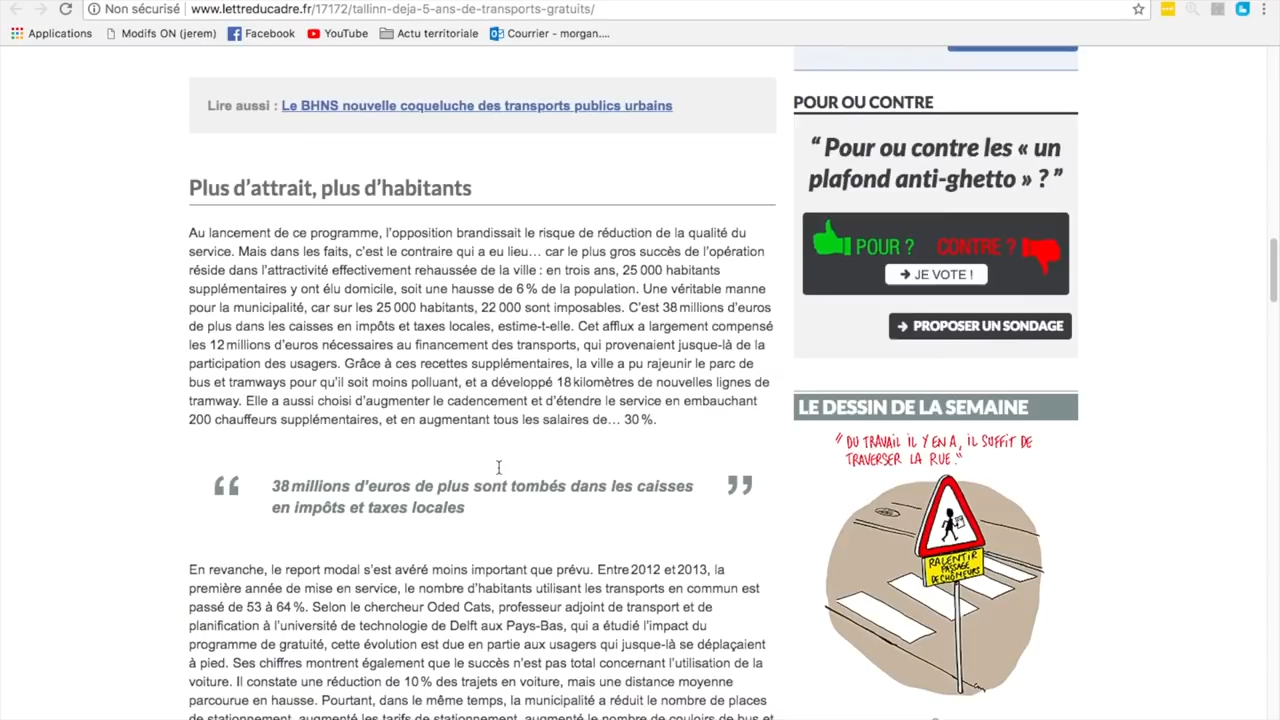 Non sécurisé
www.lettreducadre.fr/17172/tallinn-deja-5-ans-de-transports-gratuits/
Applications
Modifs ON (jerem)
Facebook
YouTube
Actu territoriale
Courrier - morgan....
Lire aussi : Le BHNS nouvelle coqueluche des transports publics urbains
Plus d'attrait, plus d'habitants
Au lancement de ce programme, l'opposition brandissait le risque de réduction de la qualité du
service. Mais dans les faits, c'est le contraire qui a eu lieu… car le plus gros succès de l'opération
réside dans l'attractivité effectivement rehaussée de la ville : en trois ans, 25 000 habitants
supplémentaires y ont élu domicile, soit une hausse de 6 % de la population. Une véritable manne
pour la municipalité, car sur les 25 000 habitants, 22 000 sont imposables. C'est 38 millions d'euros
de plus dans les caisses en impôts et taxes locales, estime-t-elle. Cet afflux a largement compensé
les 12 millions d'euros nécessaires au financement des transports, qui provenaient jusque-là de la
participation des usagers. Grâce à ces recettes supplémentaires, la ville a pu rajeunir le parc de
bus et tramways pour qu'il soit moins polluant, et a développé 18 kilomètres de nouvelles lignes de
tramway. Elle a aussi choisi d'augmenter le cadencement et d'étendre le service en embauchant
200 chauffeurs supplémentaires, et en augmentant tous les salaires de… 30 %.
“ 38 millions d'euros de plus sont tombés dans les caisses ”
en impôts et taxes locales
En revanche, le report modal s'est avéré moins important que prévu. Entre 2012 et 2013, la
première année de mise en service, le nombre d'habitants utilisant les transports en commun est
passé de 53 à 64 %. Selon le chercheur Oded Cats, professeur adjoint de transport et de
planification à l'université de technologie de Delft aux Pays-Bas, qui a étudié l'impact du
programme de gratuité, cette évolution est due en partie aux usagers qui jusque-là se déplaçaient
à pied. Ses chiffres montrent également que le succès n'est pas total concernant l'utilisation de la
voiture. Il constate une réduction de 10 % des trajets en voiture, mais une distance moyenne
parcourue en hausse. Pourtant, dans le même temps, la municipalité a réduit le nombre de places
de stationnement, augmenté les tarifs de stationnement, augmenté le nombre de couloirs de bus et
POUR OU CONTRE
“ Pour ou contre les « un
plafond anti-ghetto » ? ”
POUR ?
CONTRE ?
JE VOTE !
PROPOSER UN SONDAGE
LE DESSIN DE LA SEMAINE
"DU TRAVAIL IL Y EN A, IL SUFFIT DE
TRAVERSER LA RUE."
RALENTIR
PASSAGE
DE CHÔMEURS